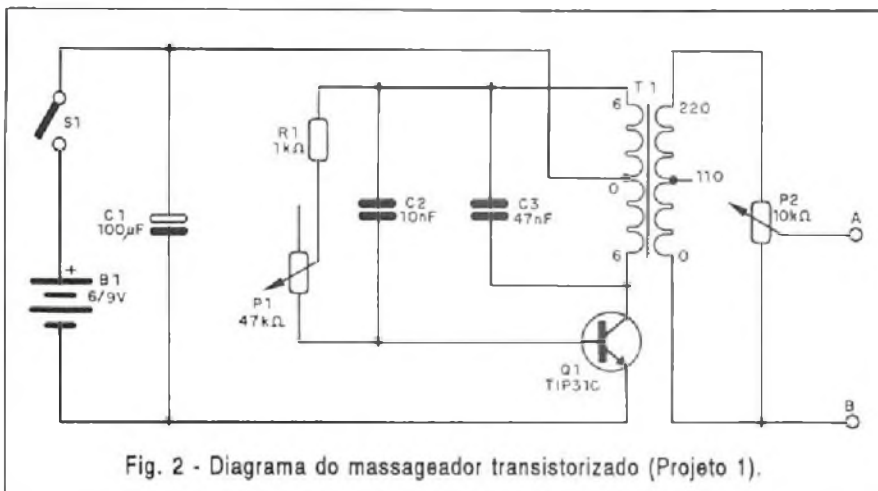 S1
C1
100µF
+
B1
6/9V
R1
1kΩ
P1
47kΩ
C2
10nF
C3
47nF
T1
6
0
6
220
110
0
Q1
TIP31C
P2
10kΩ
A
B
Fig. 2 - Diagrama do massageador transistorizado (Projeto 1).